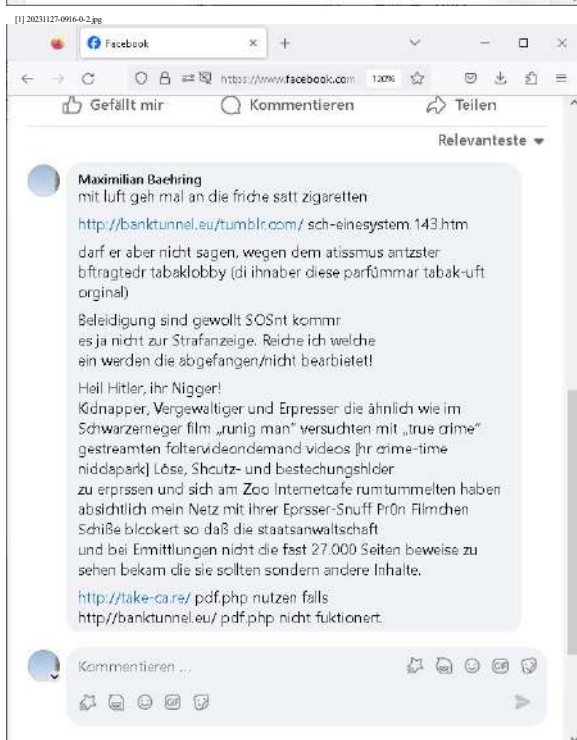 [1] 20231127-0916-0-2.jpg
Facebook
https://www.facebook.com 120%
Gefällt mir Kommentieren Teilen
Relevanteste
Maximilian Baehring
mit luft geh mal an die friche satt zigaretten
http://banktunnel.eu/tumblr.com/ sch-einesystem.143.htm
darf er aber nicht sagen, wegen dem atissmus antzster
bftragtedr tabaklobby (di ihnaber diese parfümmar tabak-uft
orginal)
Beleidigung sind gewollt SOSnt kommr
es ja nicht zur Strafanzeige. Reiche ich welche
ein werden die abgefangen/nicht bearbietet!
Heil Hitler, ihr Nigger!
Kidnapper, Vergewaltiger und Erpresser die ähnlich wie im
Schwarzerneger film „runig man" versuchten mit „true crime"
gestreamten foltervideondemand videos [hr crime-time
niddapark] Löse, Shcutz- und bestechungshlder
zu erprssen und sich am Zoo Internetcafe rumtummelten haben
absichtlich mein Netz mit ihrer Eprsser-Snuff Pr0n Filmchen
Schiße blcokert so daß die staatsanwaltschaft
und bei Ermittlungen nicht die fast 27.000 Seiten beweise zu
sehen bekam die sie sollten sondern andere Inhalte.
http://take-ca.re/ pdf.php nutzen falls
http//banktunnel.eu/ pdf.php nicht fuktionert.
Kommentieren ...
GIF
GIF